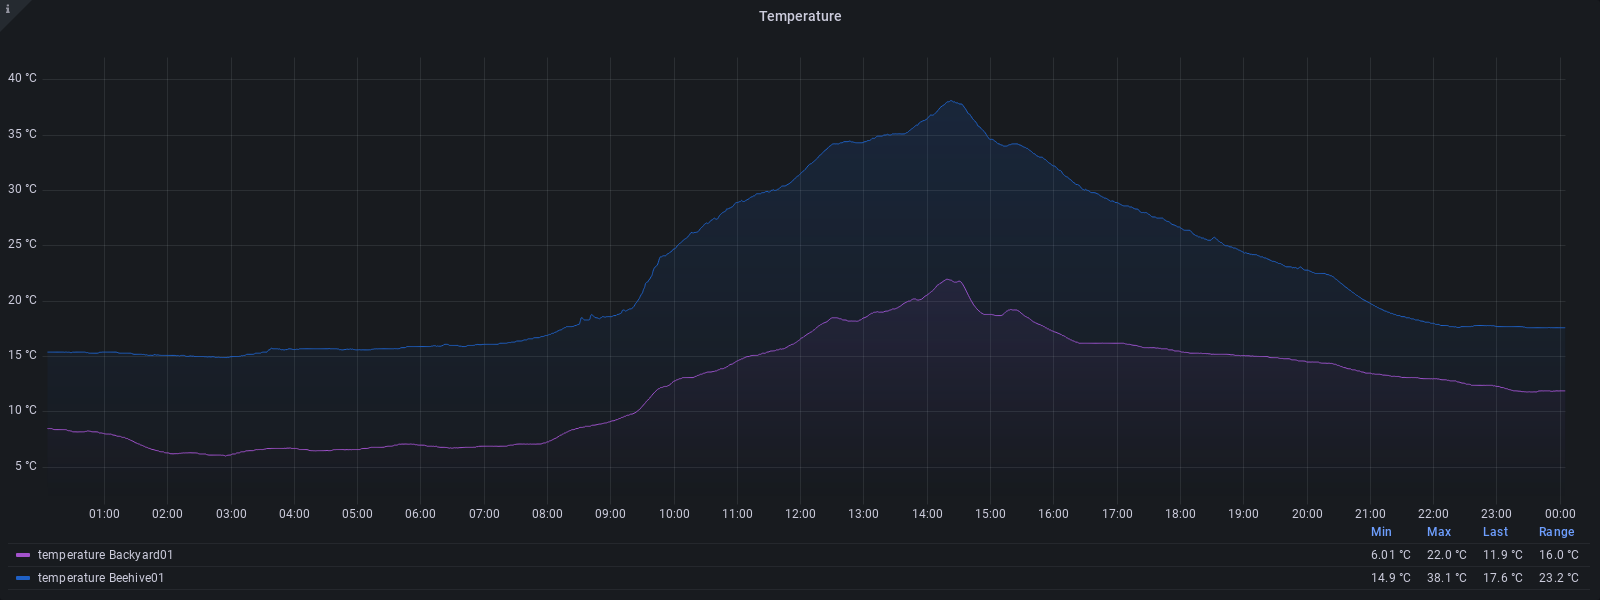 i
Temperature
40 °C
35 °C
30 °C
25 °C
20 °C
15 °C
10 °C
5 °C
01:00 02:00 03:00 04:00 05:00 06:00 07:00 08:00 09:00 10:00 11:00 12:00 13:00 14:00 15:00 16:00 17:00 18:00 19:00 20:00 21:00 22:00 23:00 00:00
Min Max Last Range
temperature Backyard01 6.01 °C 22.0 °C 11.9 °C 16.0 °C
temperature Beehive01 14.9 °C 38.1 °C 17.6 °C 23.2 °C